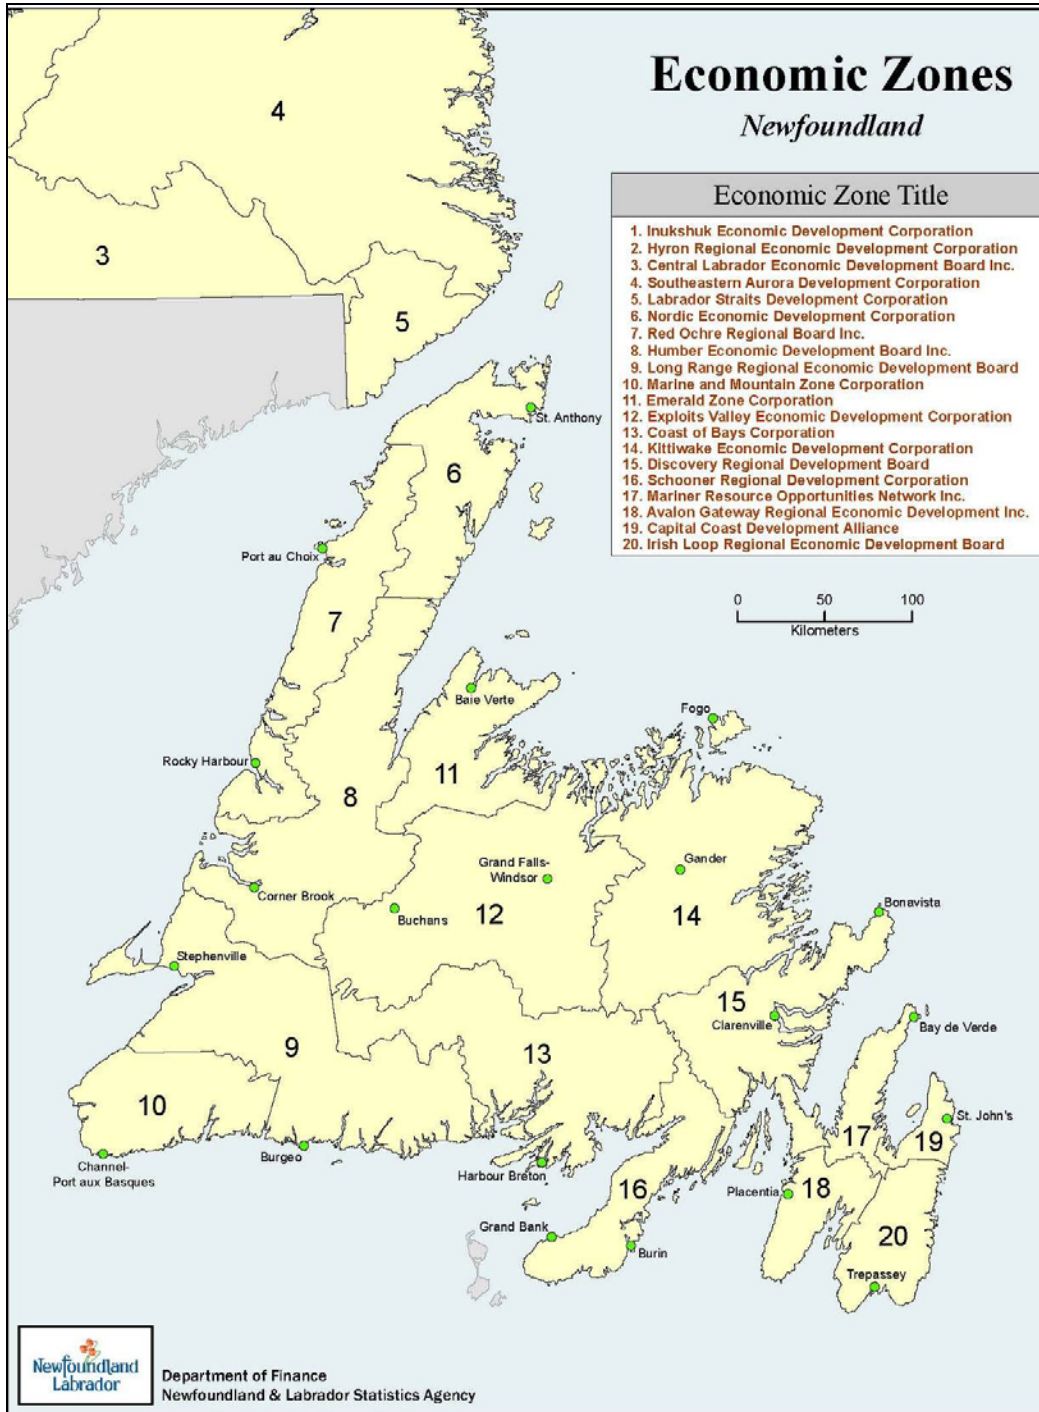 Economic Zones
Newfoundland
Economic Zone Title
1. Inukshuk Economic Development Corporation
2. Hyron Regional Economic Development Corporation
3. Central Labrador Economic Development Board Inc.
4. Southeastern Aurora Development Corporation
5. Labrador Straits Development Corporation
6. Nordic Economic Development Corporation
7. Red Ochre Regional Board Inc.
8. Humber Economic Development Board Inc.
9. Long Range Regional Economic Development Board
10. Marine and Mountain Zone Corporation
11. Emerald Zone Corporation
12. Exploits Valley Economic Development Corporation
13. Coast of Bays Corporation
14. Kittiwake Economic Development Corporation
15. Discovery Regional Development Board
16. Schooner Regional Development Corporation
17. Mariner Resource Opportunities Network Inc.
18. Avalon Gateway Regional Economic Development Inc.
19. Capital Coast Development Alliance
20. Irish Loop Regional Economic Development Board
0 50 100
Kilometers
4
3
5
St. Anthony
6
Port au Choix
7
Baie Verte
Fogo
Rocky Harbour
11
8
Grand Falls-
Windsor
Gander
Corner Brook
Buchans
12
14
Bonavista
Stephenville
15
Clarenville
Bay de Verde
9
13
10
St. John's
17
19
Channel-
Port aux Basques
Burgeo
Harbour Breton
16
Placentia
18
Grand Bank
Burin
20
Trepassey
Newfoundland
Labrador
Department of Finance
Newfoundland & Labrador Statistics Agency